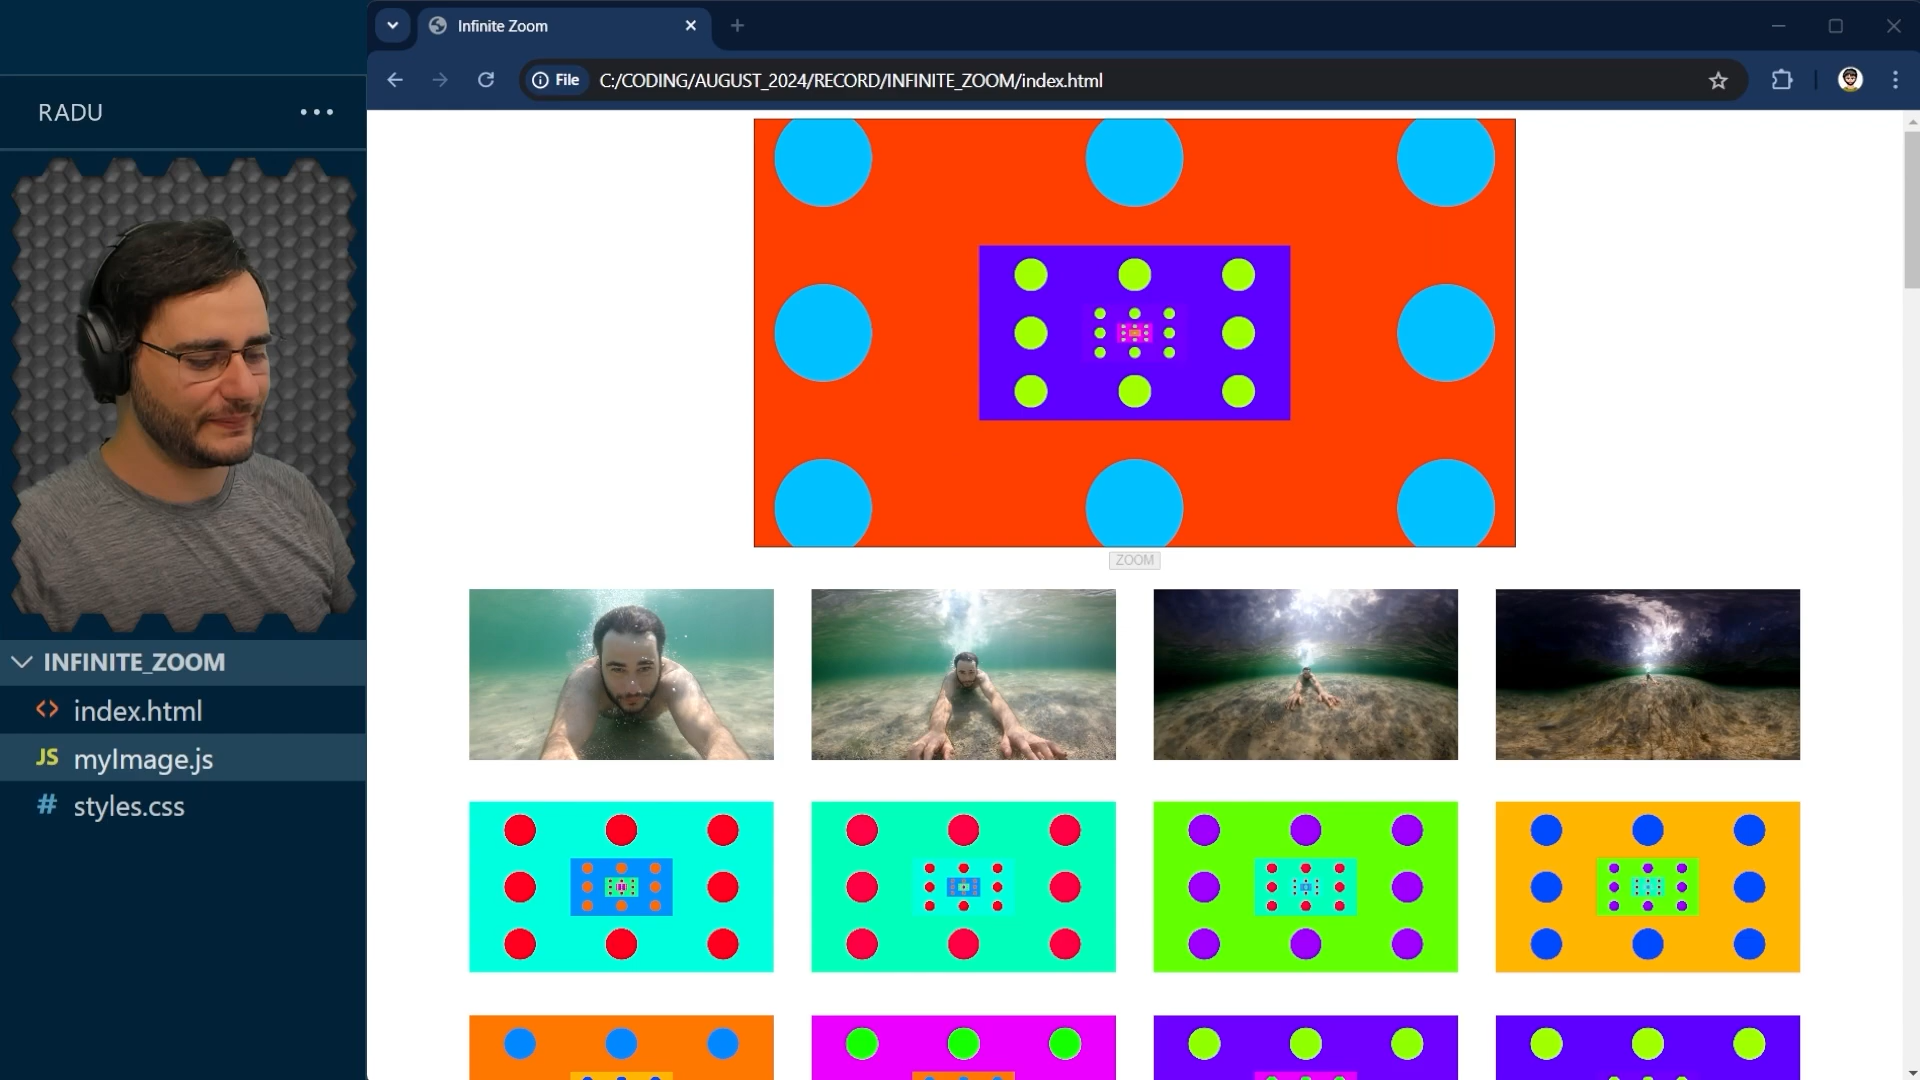 Infinite Zoom
File
C:/CODING/AUGUST_2024/RECORD/INFINITE_ZOOM/index.html
RADU
ZOOM
INFINITE_ZOOM
<> index.html
JS myImage.js
# styles.css